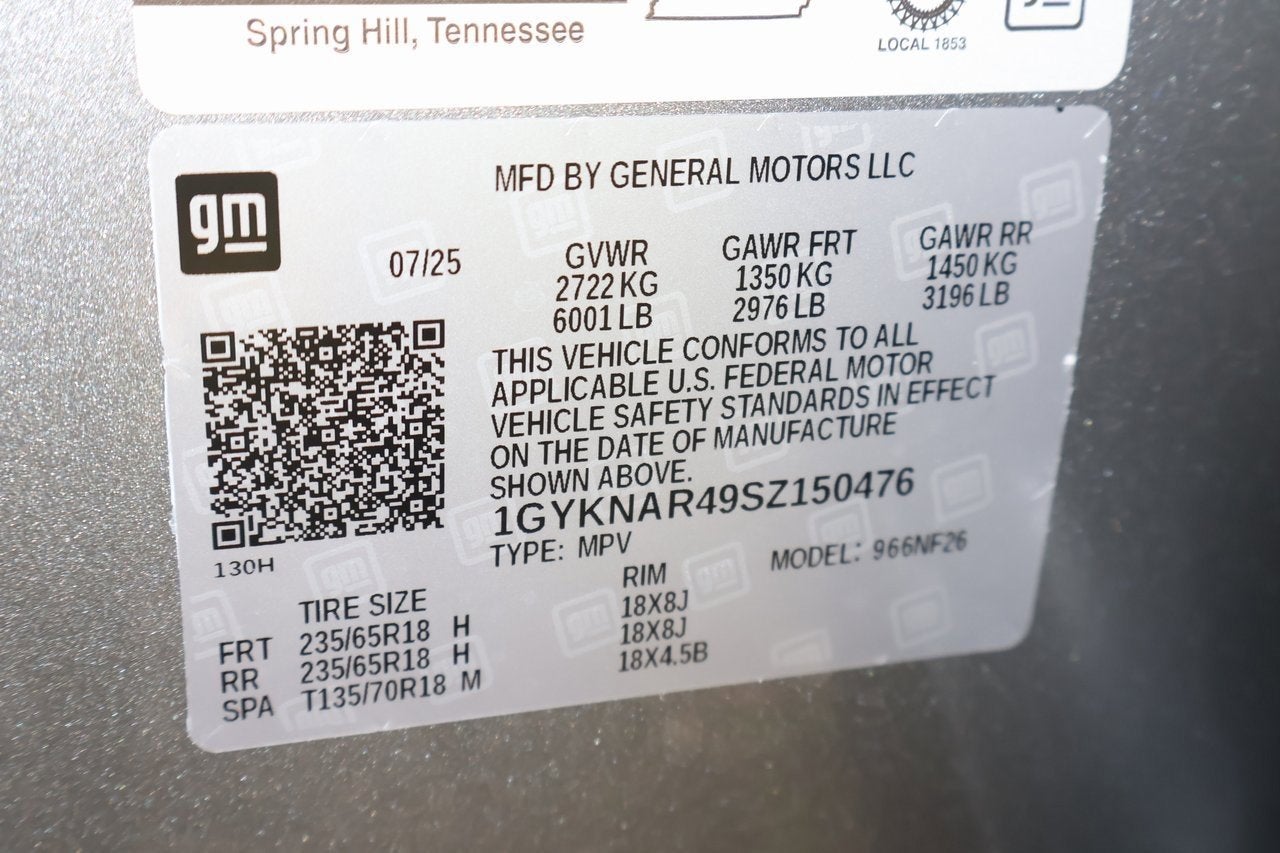 Spring Hill, Tennessee
LOCAL 1853
gm
MFD BY GENERAL MOTORS LLC
07/25
GVWR GAWR FRT GAWR RR
2722 KG 1350 KG 1450 KG
6001 LB 2976 LB 3196 LB
THIS VEHICLE CONFORMS TO ALL
APPLICABLE U.S. FEDERAL MOTOR
VEHICLE SAFETY STANDARDS IN EFFECT
ON THE DATE OF MANUFACTURE
SHOWN ABOVE.
1GYKNAR49SZ150476
TYPE: MPV MODEL: 966NF26
130H
TIRE SIZE RIM
FRT 235/65R18 H 18X8J
RR 235/65R18 H 18X8J
SPA T135/70R18 M 18X4.5B